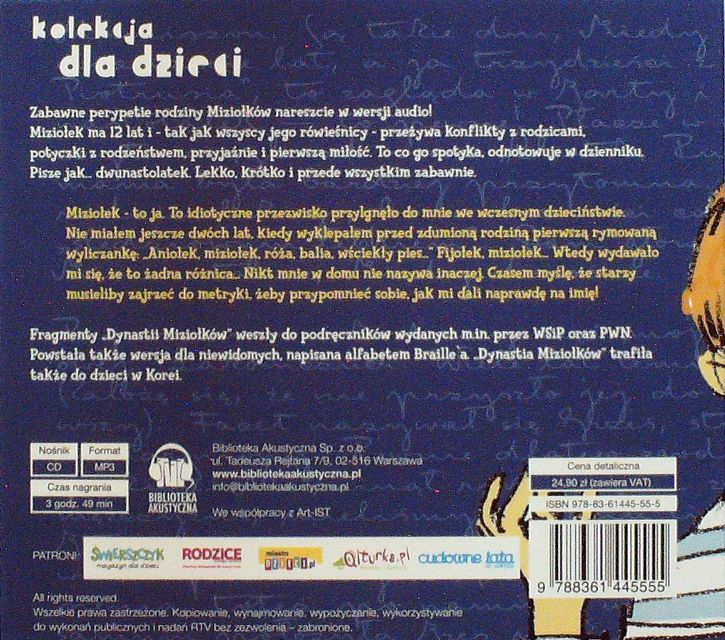 kolekcja
dla dzieci
Zabawne perypetie rodziny Miziołków nareszcie w wersji audio!
Miziołek ma 12 lat i - tak jak wszyscy jego rówieśnicy - przeżywa konflikty z rodzicami,
potyczki z rodzeństwem, przyjaźnie i pierwszą miłość. To co go spotyka, odnotowuje w dzienniku.
Pisze jak... dwunastolatek. Lekko, krótko i przede wszystkim zabawnie.
Miziołek - to ja. To idiotyczne przezwisko przylgnęło do mnie we wczesnym dzieciństwie.
Nie miałem jeszcze dwóch lat, kiedy wyklepałem przed zdumioną rodziną pierwszą rymowaną
wyliczankę: „Aniołek, miziołek, róża, balia, wściekły pies..." Fijołek, miziołek... Wtedy wydawało
mi się, że to żadna różnica... Nikt mnie w domu nie nazywa inaczej. Czasem myślę, że starzy
musieliby zajrzeć do metryki, żeby przypomnieć sobie, jak mi dali naprawdę na imię!
Fragmenty „Dynastii Miziołków" weszły do podręczników wydanych m.in. przez WSiP oraz PWN.
Powstała także wersja dla niewidomych, napisana alfabetem Braille`a. „Dynastia Miziołków" trafiła
także do dzieci w Korei.
Nośnik Format
CD MP3
Czas nagrania
3 godz. 49 min
BIBLIOTEKA
AKUSTYCZNA
Biblioteka Akustyczna Sp. z o.o.
ul. Tadeusza Rejtana 7/9, 02-516 Warszawa
www.bibliotekaakustyczna.pl
info@bibliotekaakustyczna.pl
We współpracy z Art-IST
Cena detaliczna
24,90 zł (zawiera VAT)
ISBN 978-83-61445-55-5
9 788361 445555
PATRONI: ŚWIERSZCZYK RODZICE miasto DZIECI.pl Qlturka.pl cudowne lata
magazyn dla dzieci
All rights reserved.
Wszelkie prawa zastrzeżone. Kopiowanie, wynajmowanie, wypożyczanie, wykorzystywanie
do wykonań publicznych i nadań RTV bez zezwolenia – zabronione.